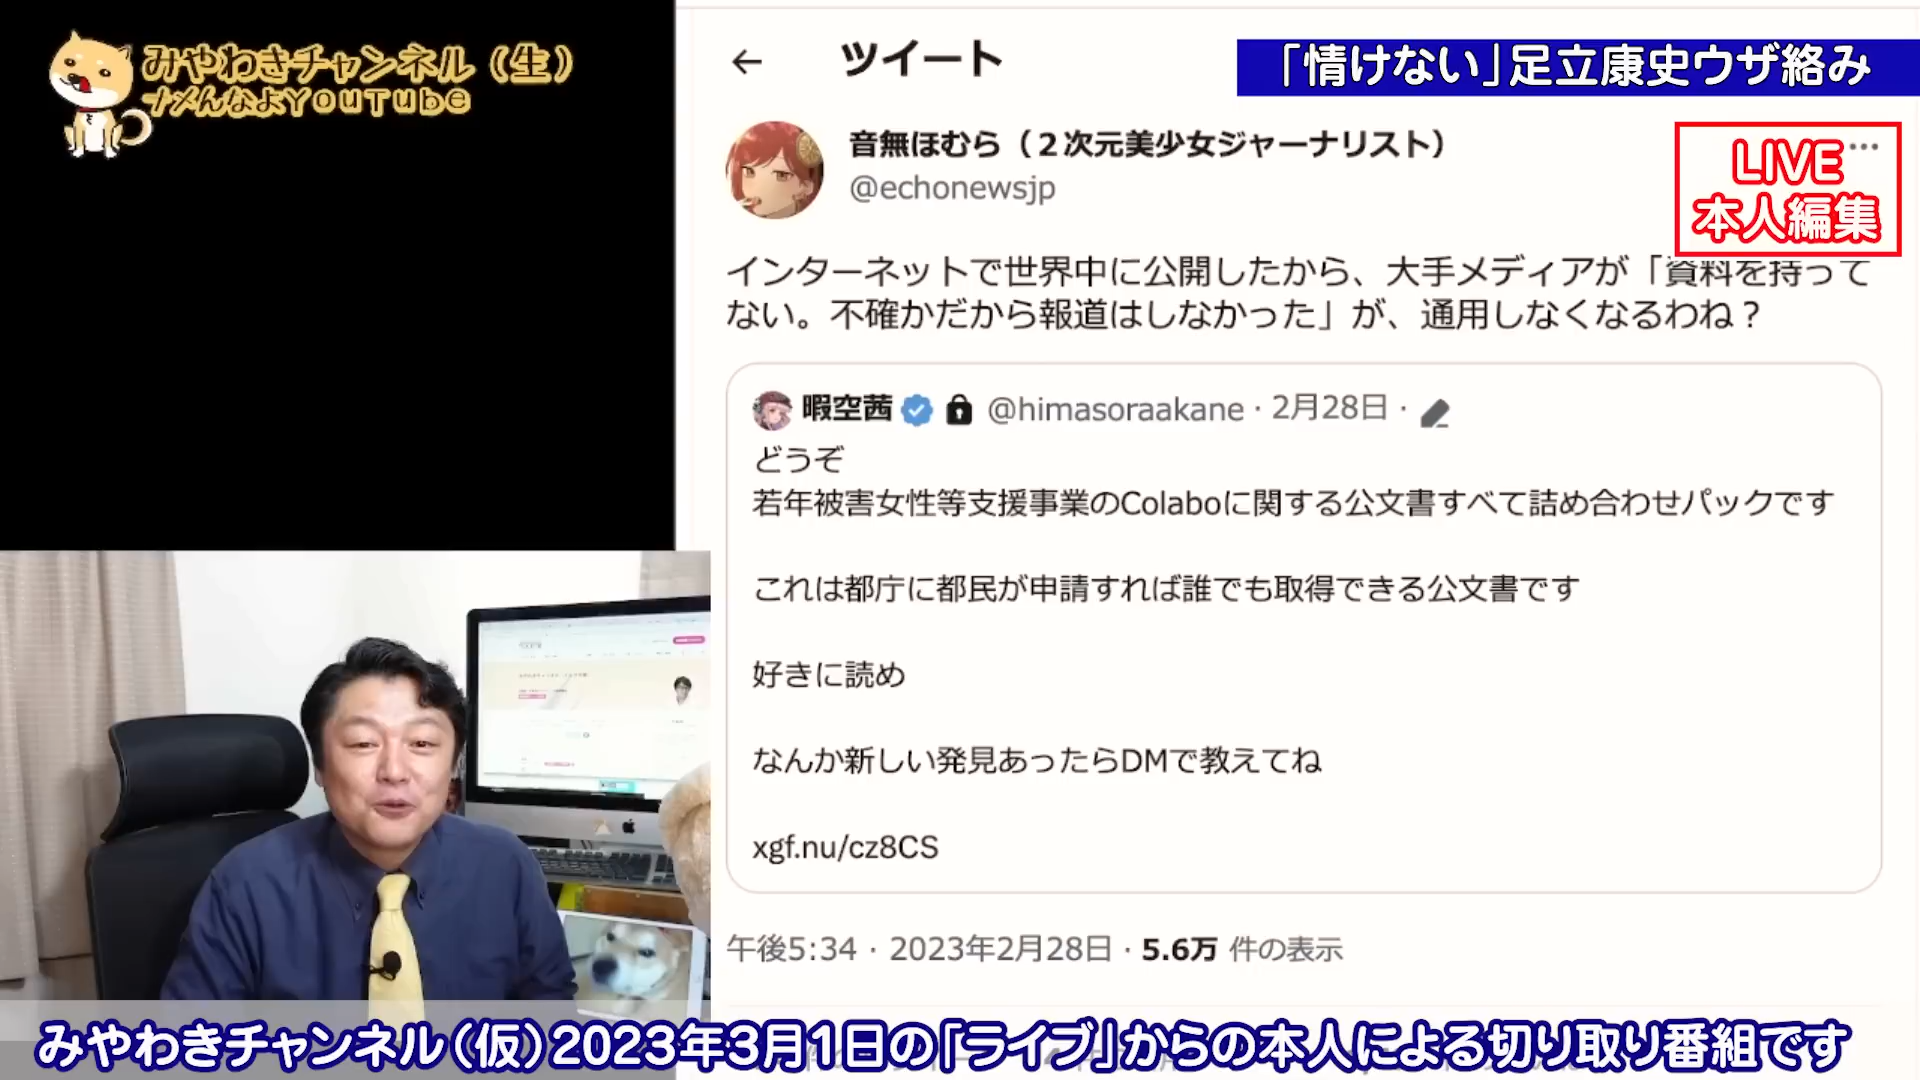 みやわきチャンネル（生）
ナメんなよYouTube
「情けない」足立康史ウザ絡み
LIVE
本人編集
ツイート
音無ほむら（２次元美少女ジャーナリスト）
@echonewsjp
インターネットで世界中に公開したから、大手メディアが「資料を持って
ない。不確かだから報道はしなかった」が、通用しなくなるわね？
暇空茜 @himasoraakane · 2月28日 ·
どうぞ
若年被害女性等支援事業のColaboに関する公文書すべて詰め合わせパックです
これは都庁に都民が申請すれば誰でも取得できる公文書です
好きに読め
なんか新しい発見あったらDMで教えてね
xgf.nu/cz8CS
午後5:34 · 2023年2月28日 · 5.6万 件の表示
みやわきチャンネル（仮）2023年3月1日の「ライブ」からの本人による切り取り番組です